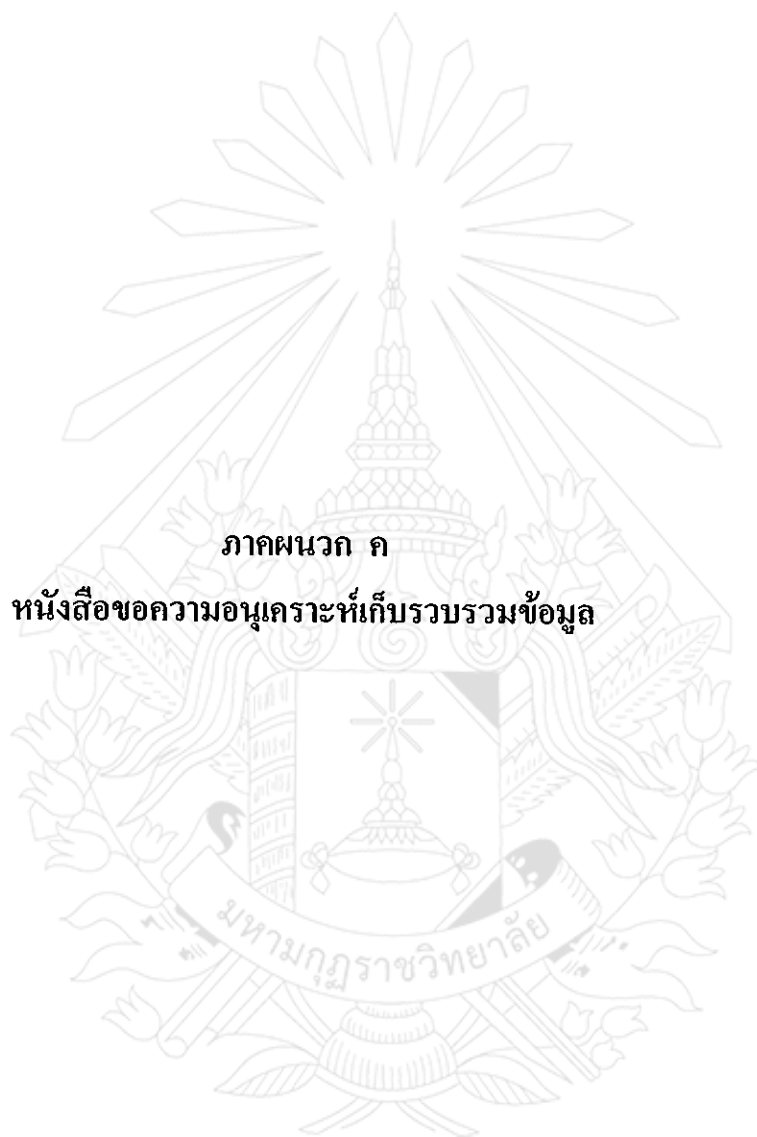 ภาคผนวก ค
หนังสือขอความอนุเคราะห์เก็บรวบรวมข้อมูล
มหามกุฏราชวิทยาลัย